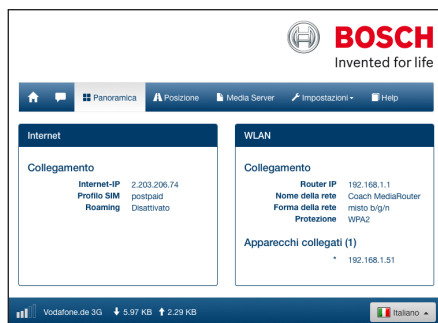 BOSCH
Invented for life
Panoramica Posizione Media Server Impostazioni Help
Internet
Collegamento
Internet-IP 2.203.206.74
Profilo SIM postpaid
Roaming Disattivato
WLAN
Collegamento
Router IP 192.168.1.1
Nome della rete Coach MediaRouter
Forma della rete misto b/g/n
Protezione WPA2
Apparecchi collegati (1)
* 192.168.1.51
Vodafone.de 3G 5.97 KB 2.29 KB
Italiano